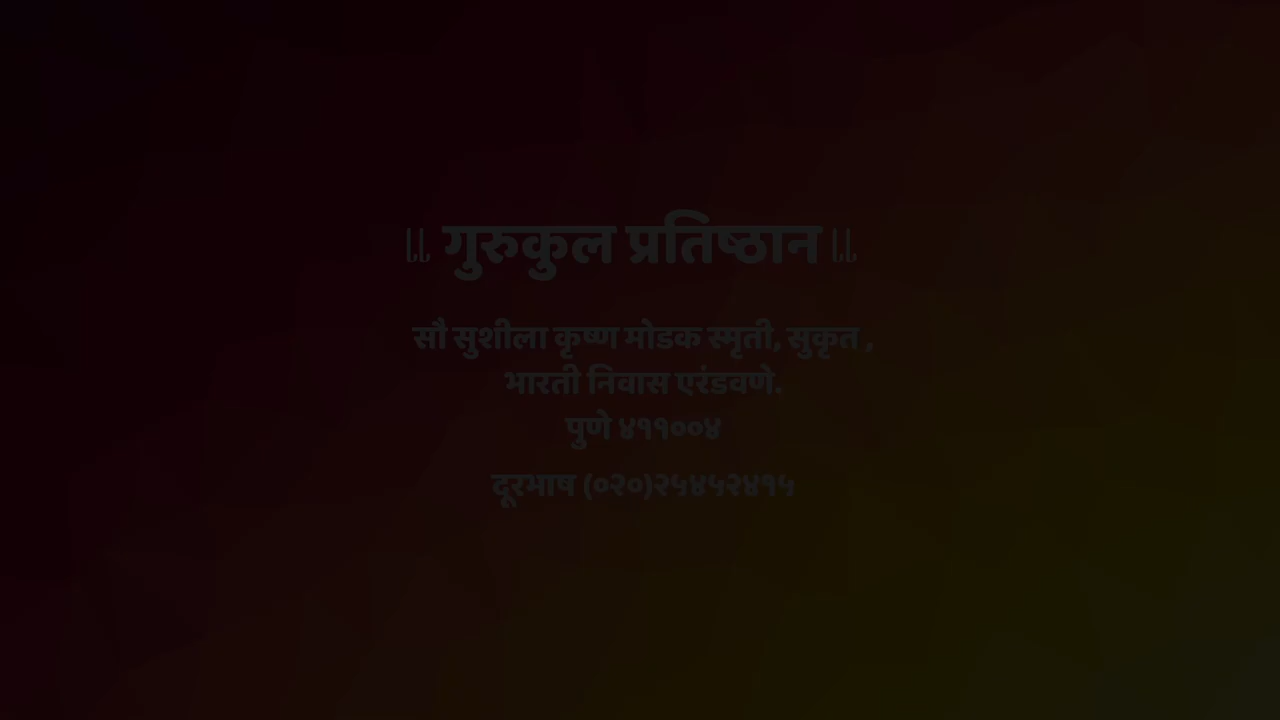 ॥ गुरुकुल प्रतिष्ठान ॥
सौ सुशीला कृष्ण मोडक स्मृती, सुकृत ,
भारती निवास एरंडवणे.
पुणे ४११००४
दूरभाष (०२०)२५४५२४१५